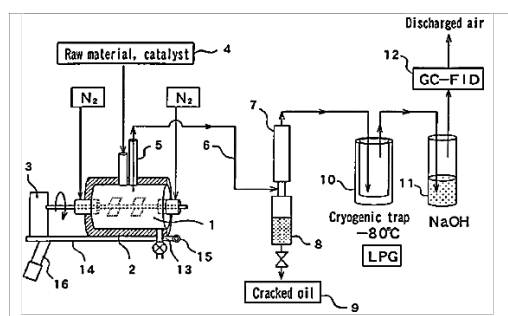 Discharged air
12
GC-FID
Raw material, catalyst
4
N₂
N₂
7
5
6
3
10
11
1
Cryogenic trap
-80℃
NaOH
8
LPG
14
2
13
15
16
Cracked oil
9